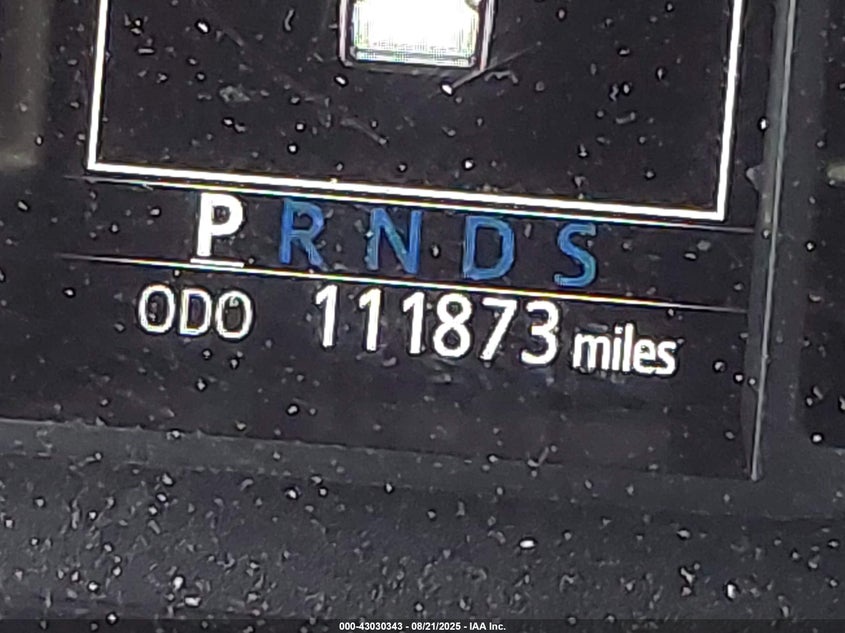 P R N D S
ODO 111873 miles
000-43030343 - 08/21/2025 - IAA Inc.